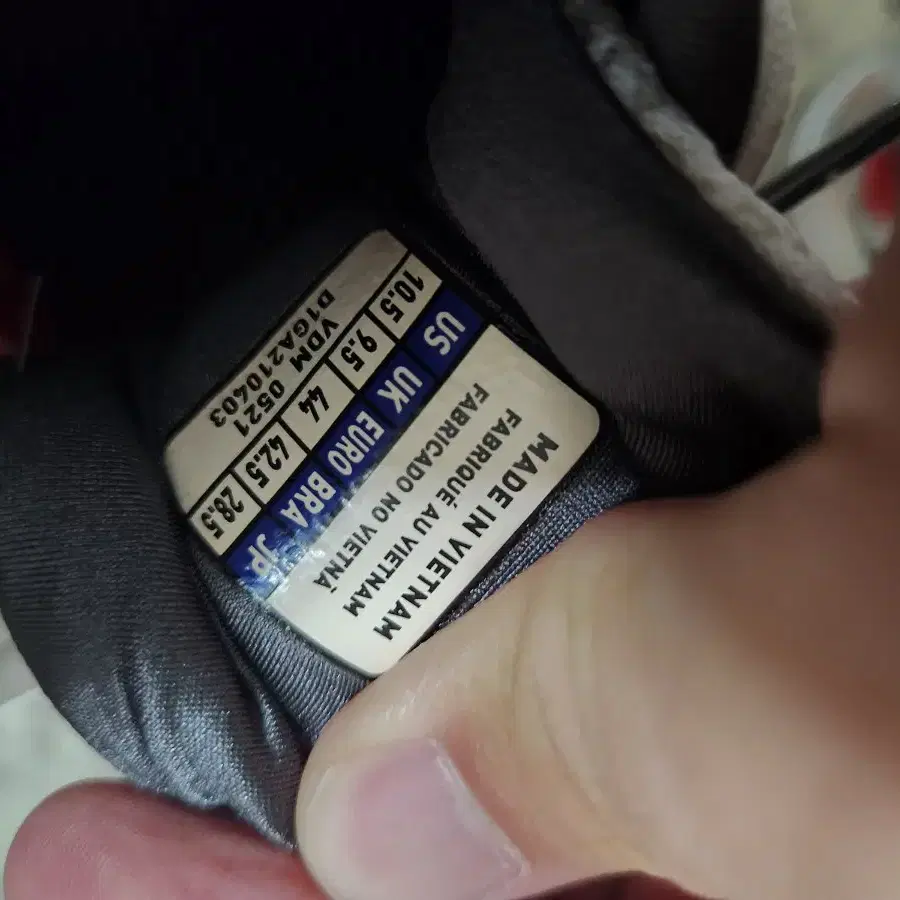 MADE IN VIETNAM
FABRIQUÉ AU VIETNAM
FABRICADO NO VIETNÃ
US UK EURO BRA JP
10.5 9.5 44 42.5 28.5
VDM 0521
D1GA210403